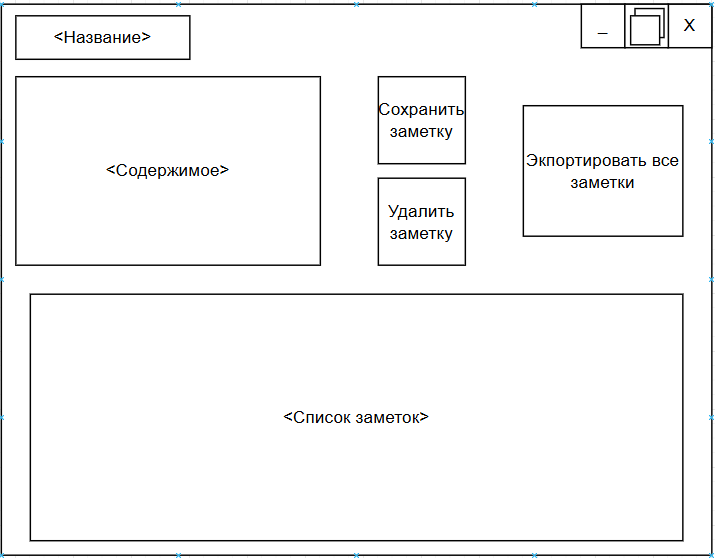 <Название>
_
X
<Содержимое>
Сохранить
заметку
Удалить
заметку
Экпортировать все
заметки
<Список заметок>